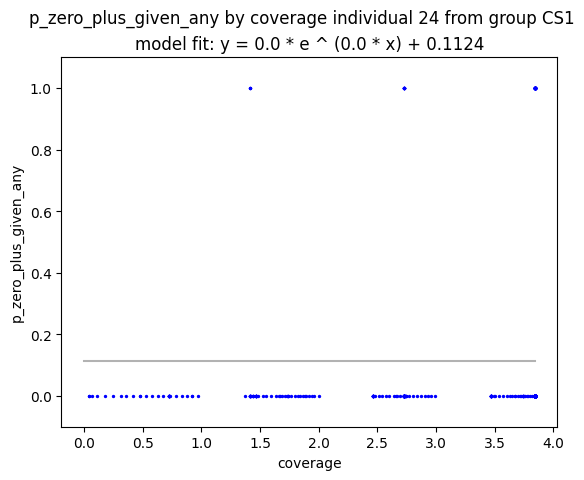 p_zero_plus_given_any by coverage individual 24 from group CS1
model fit: y = 0.0 * e ^ (0.0 * x) + 0.1124
1.0
0.8
0.6
0.4
0.2
0.0
p_zero_plus_given_any
0.0 0.5 1.0 1.5 2.0 2.5 3.0 3.5 4.0
coverage